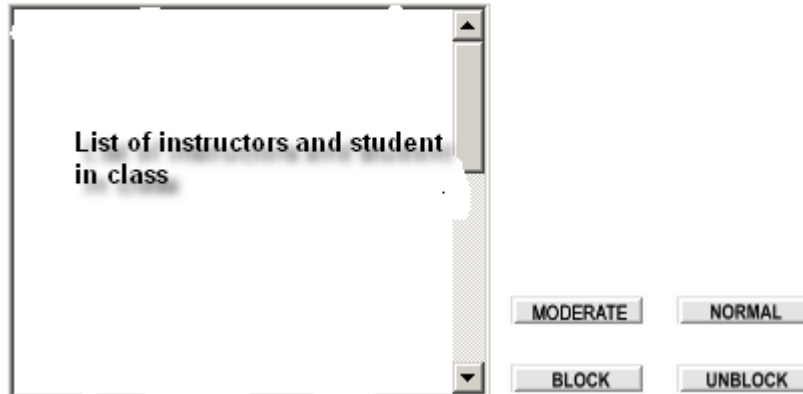 List of instructors and student
in class
MODERATE NORMAL
BLOCK UNBLOCK